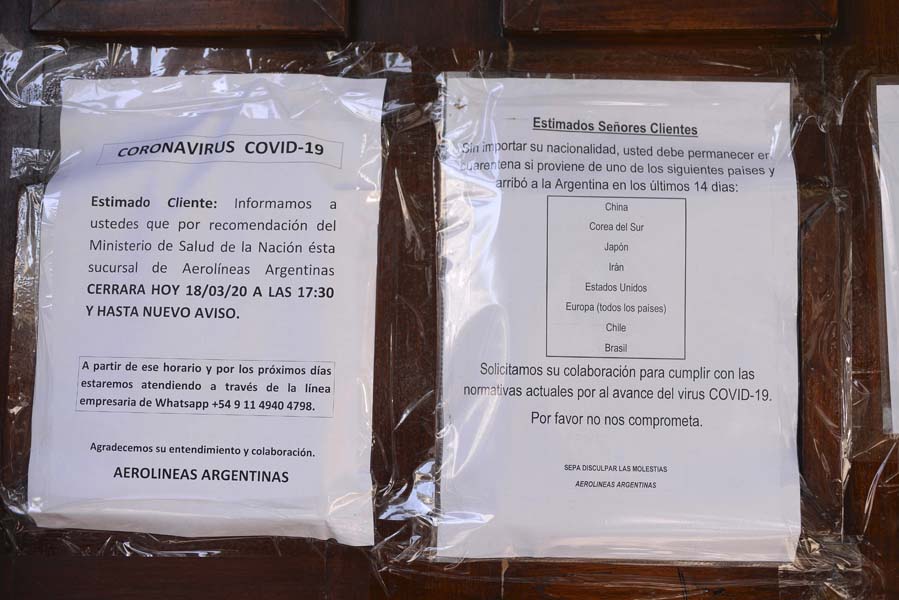 CORONAVIRUS COVID-19
Estimado Cliente: Informamos a
ustedes que por recomendación del
Ministerio de Salud de la Nación ésta
sucursal de Aerolíneas Argentinas
CERRARA HOY 18/03/20 A LAS 17:30
Y HASTA NUEVO AVISO.
A partir de ese horario y por los próximos días
estaremos atendiendo a través de la línea
empresaria de Whatsapp +54 9 11 4940 4798.
Agradecemos su entendimiento y colaboración.
AEROLINEAS ARGENTINAS
Estimados Señores Clientes
Sin importar su nacionalidad, usted debe permanecer en
cuarentena si proviene de uno de los siguientes países y
arribó a la Argentina en los últimos 14 días:
China
Corea del Sur
Japón
Irán
Estados Unidos
Europa (todos los paises)
Chile
Brasil
Solicitamos su colaboración para cumplir con las
normativas actuales por al avance del virus COVID-19.
Por favor no nos comprometa.
SEPA DISCULPAR LAS MOLESTIAS
AEROLINEAS ARGENTINAS